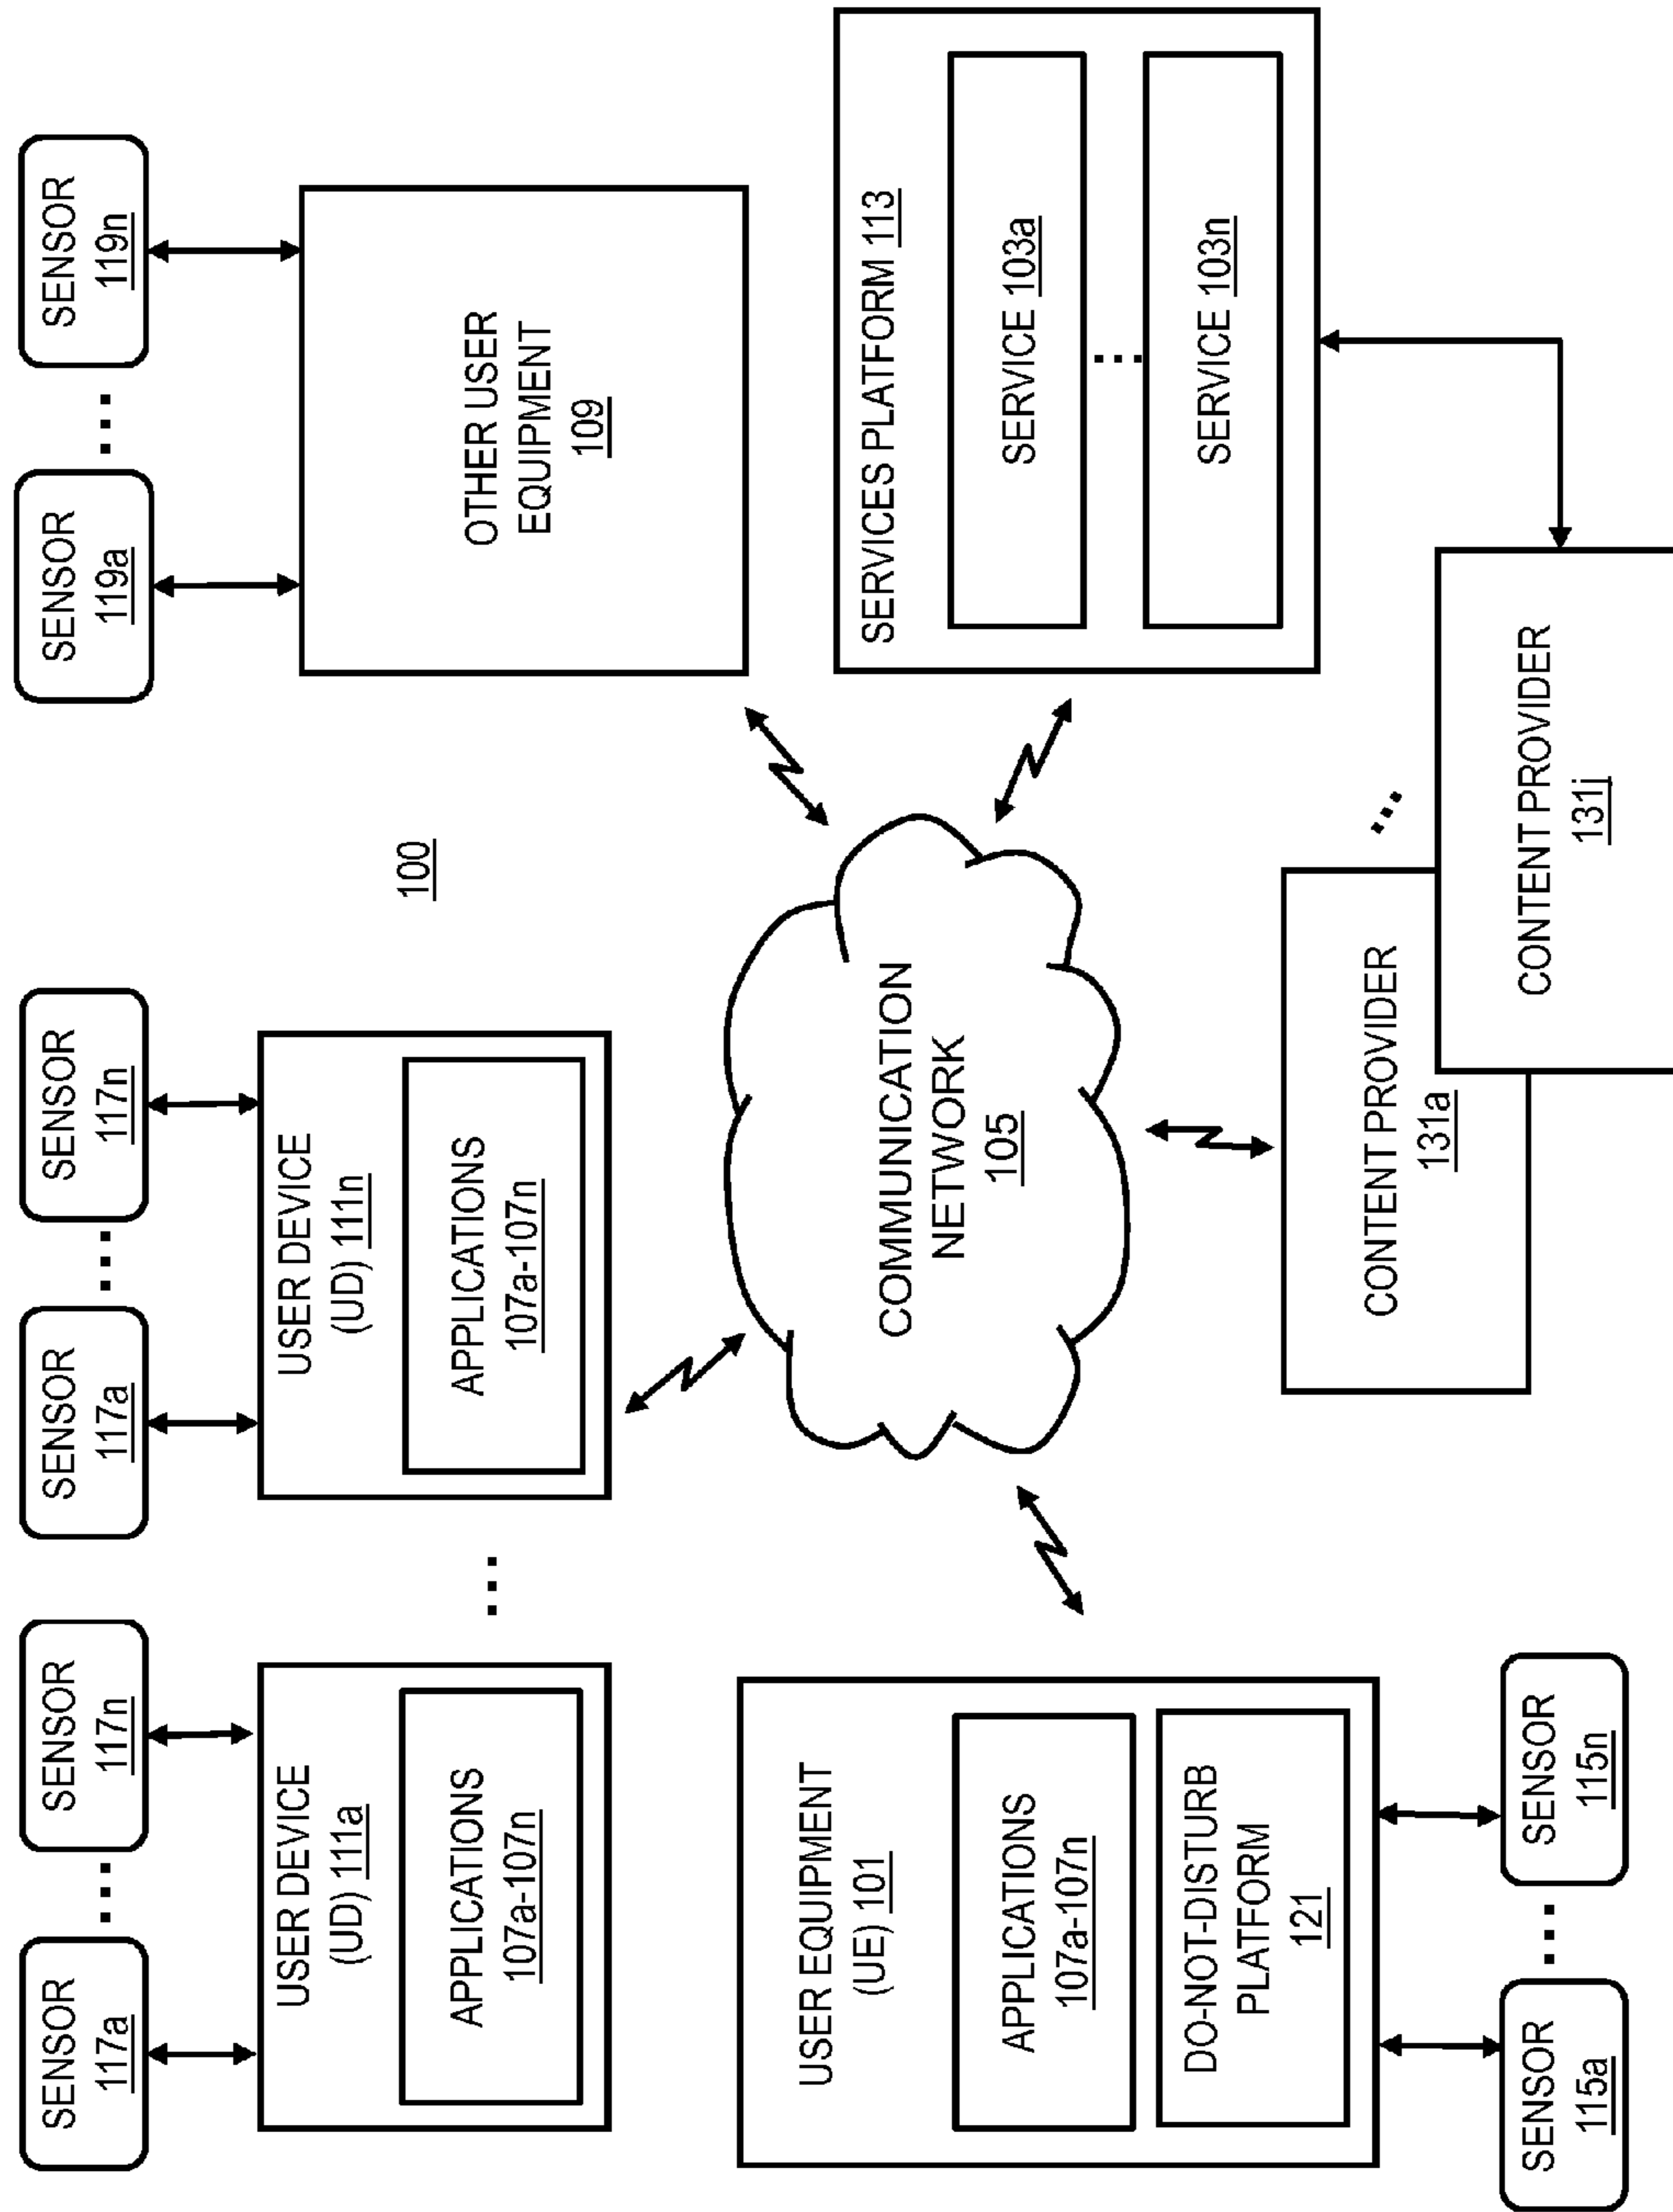 SENSOR
117a
...
SENSOR
117n
SENSOR
117a
...
SENSOR
117n
SENSOR
119a
...
SENSOR
119n
USER DEVICE
(UD) 111a
APPLICATIONS
107a-107n
...
USER DEVICE
(UD) 111n
APPLICATIONS
107a-107n
100
OTHER USER
EQUIPMENT
109
USER EQUIPMENT
(UE) 101
APPLICATIONS
107a-107n
DO-NOT-DISTURB
PLATFORM
121
COMMUNICATION
NETWORK
105
SERVICES PLATFORM 113
SERVICE 103a
...
SERVICE 103n
SENSOR
115a
...
SENSOR
115n
CONTENT PROVIDER
131a
...
CONTENT PROVIDER
131j